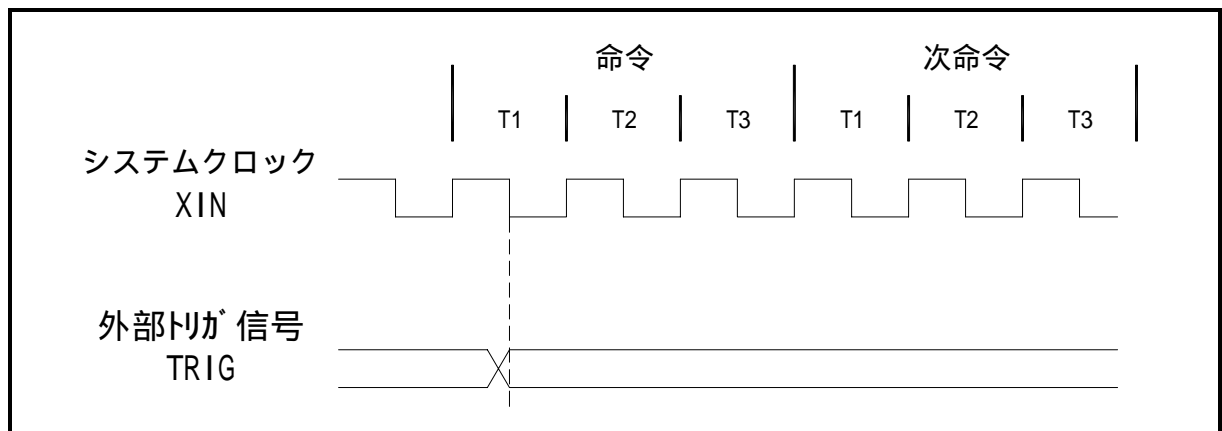 命令 次命令
T1 T2 T3 T1 T2 T3
システムクロック
XIN
外部ﾄﾘｶﾞ信号
TRIG